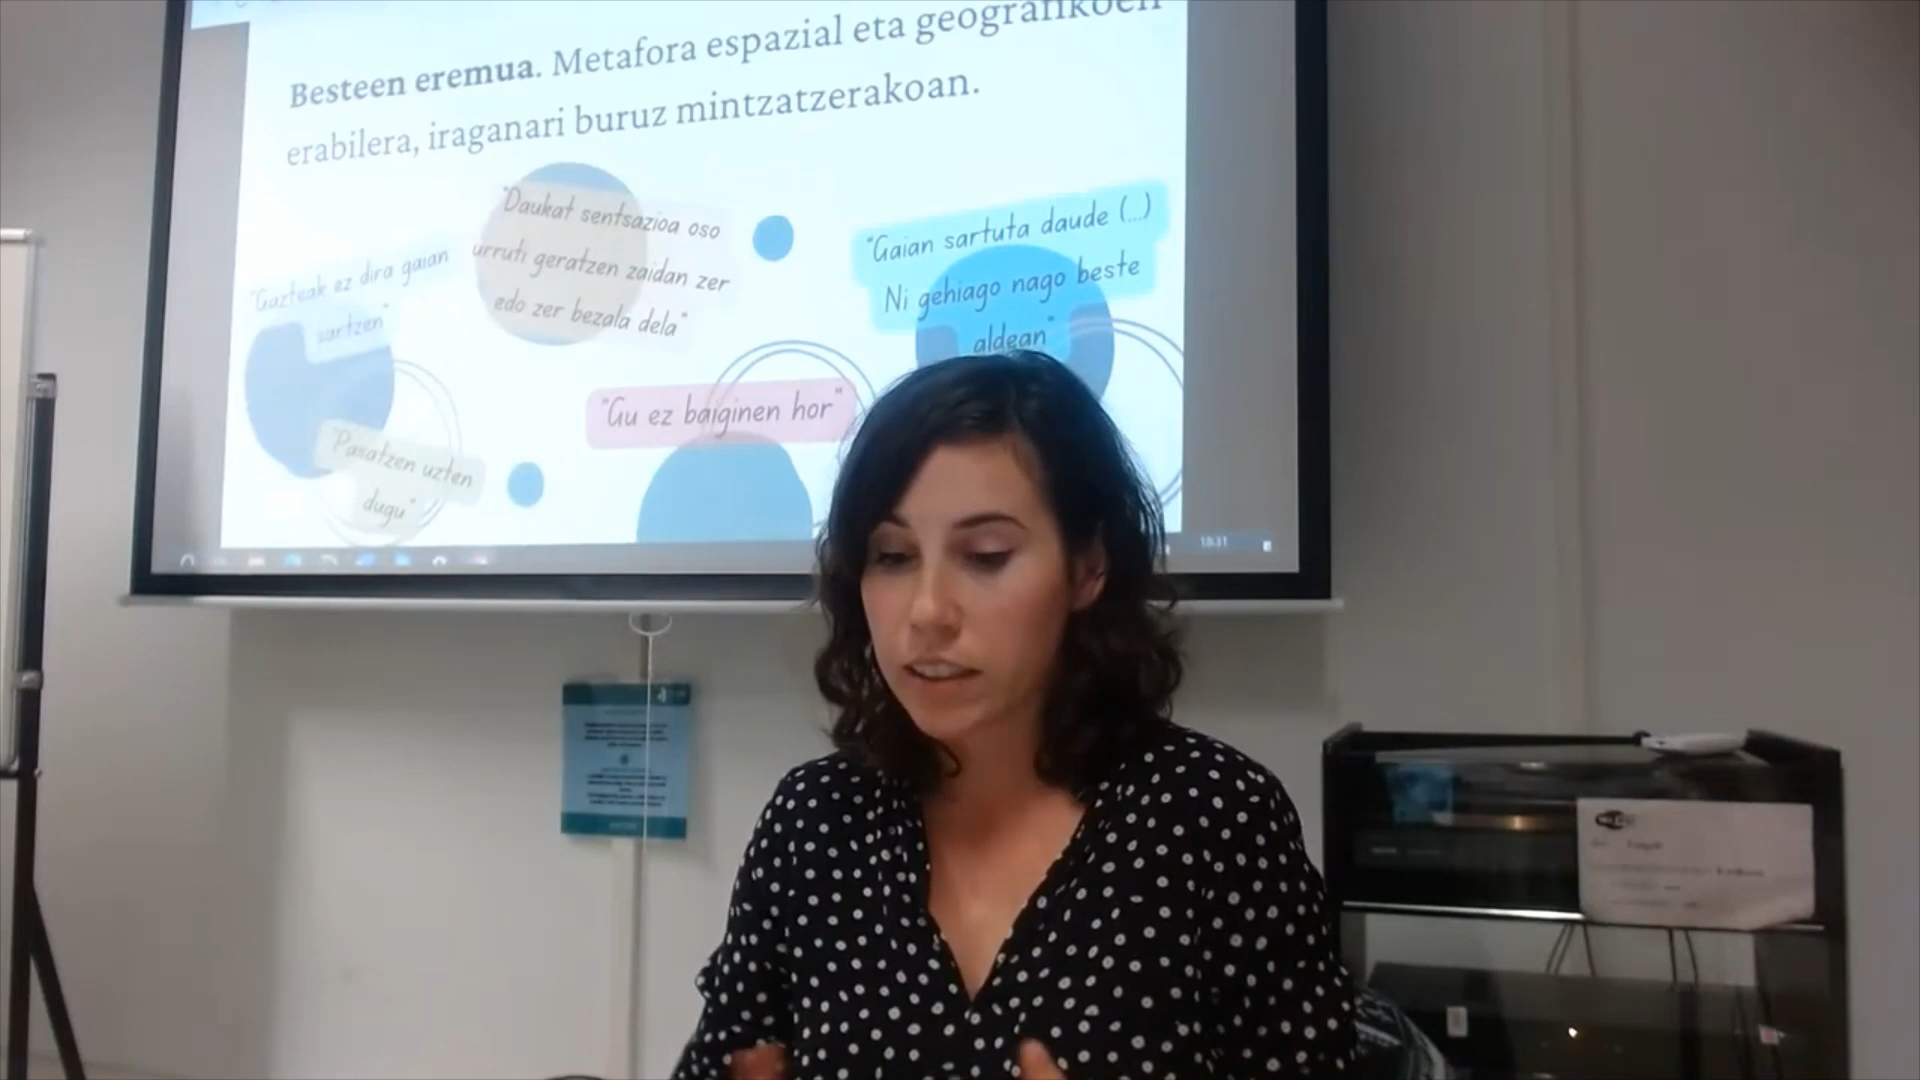 Besteen eremua. Metafora espazial eta geografikoen
erabilera, iraganari buruz mintzatzerakoan.
"Daukat sentsazioa oso
urruti geratzen zaidan zer
edo zer bezala dela"
"Gaian sartuta daude (...)
Ni gehiago nago beste
aldean"
"Gazteak ez dira gaian
sartzen"
"Gu ez baiginen hor"
"Pasatzen uzten
dugu"
18:31